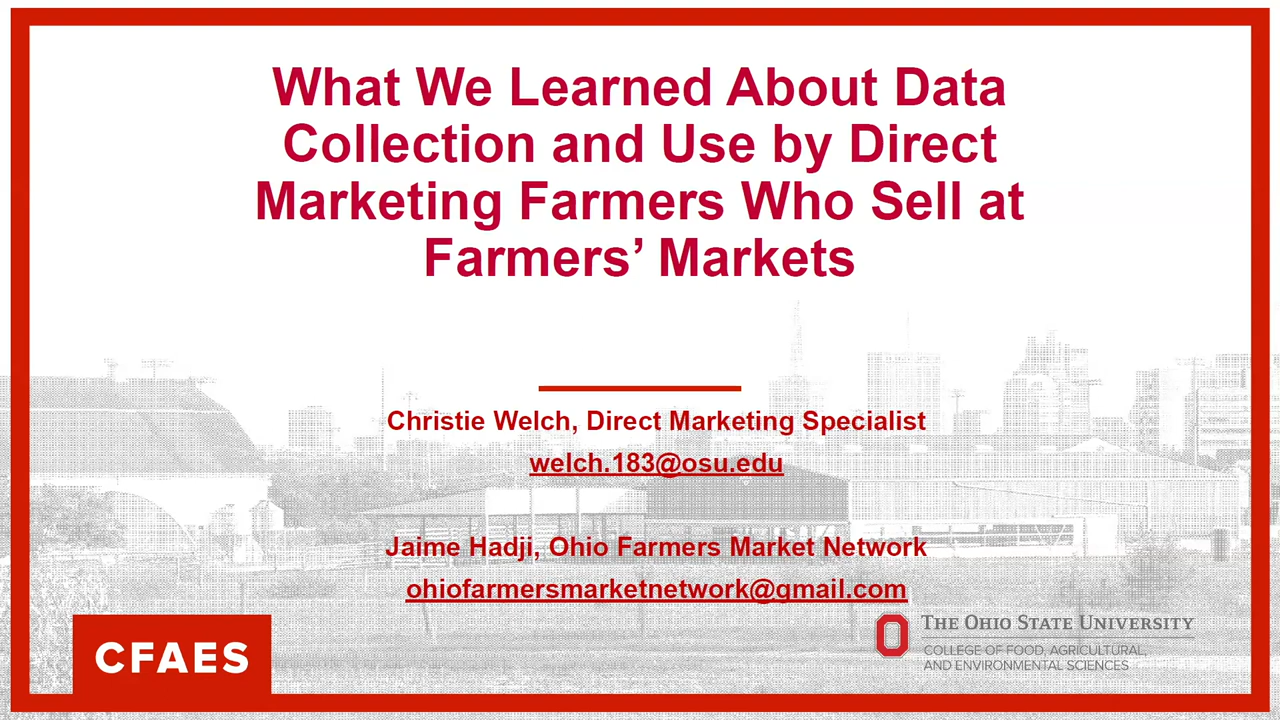 What We Learned About Data
Collection and Use by Direct
Marketing Farmers Who Sell at
Farmers’ Markets
Christie Welch, Direct Marketing Specialist
welch.183@osu.edu
Jaime Hadji, Ohio Farmers Market Network
ohiofarmersmarketnetwork@gmail.com
CFAES
THE OHIO STATE UNIVERSITY
COLLEGE OF FOOD, AGRICULTURAL,
AND ENVIRONMENTAL SCIENCES